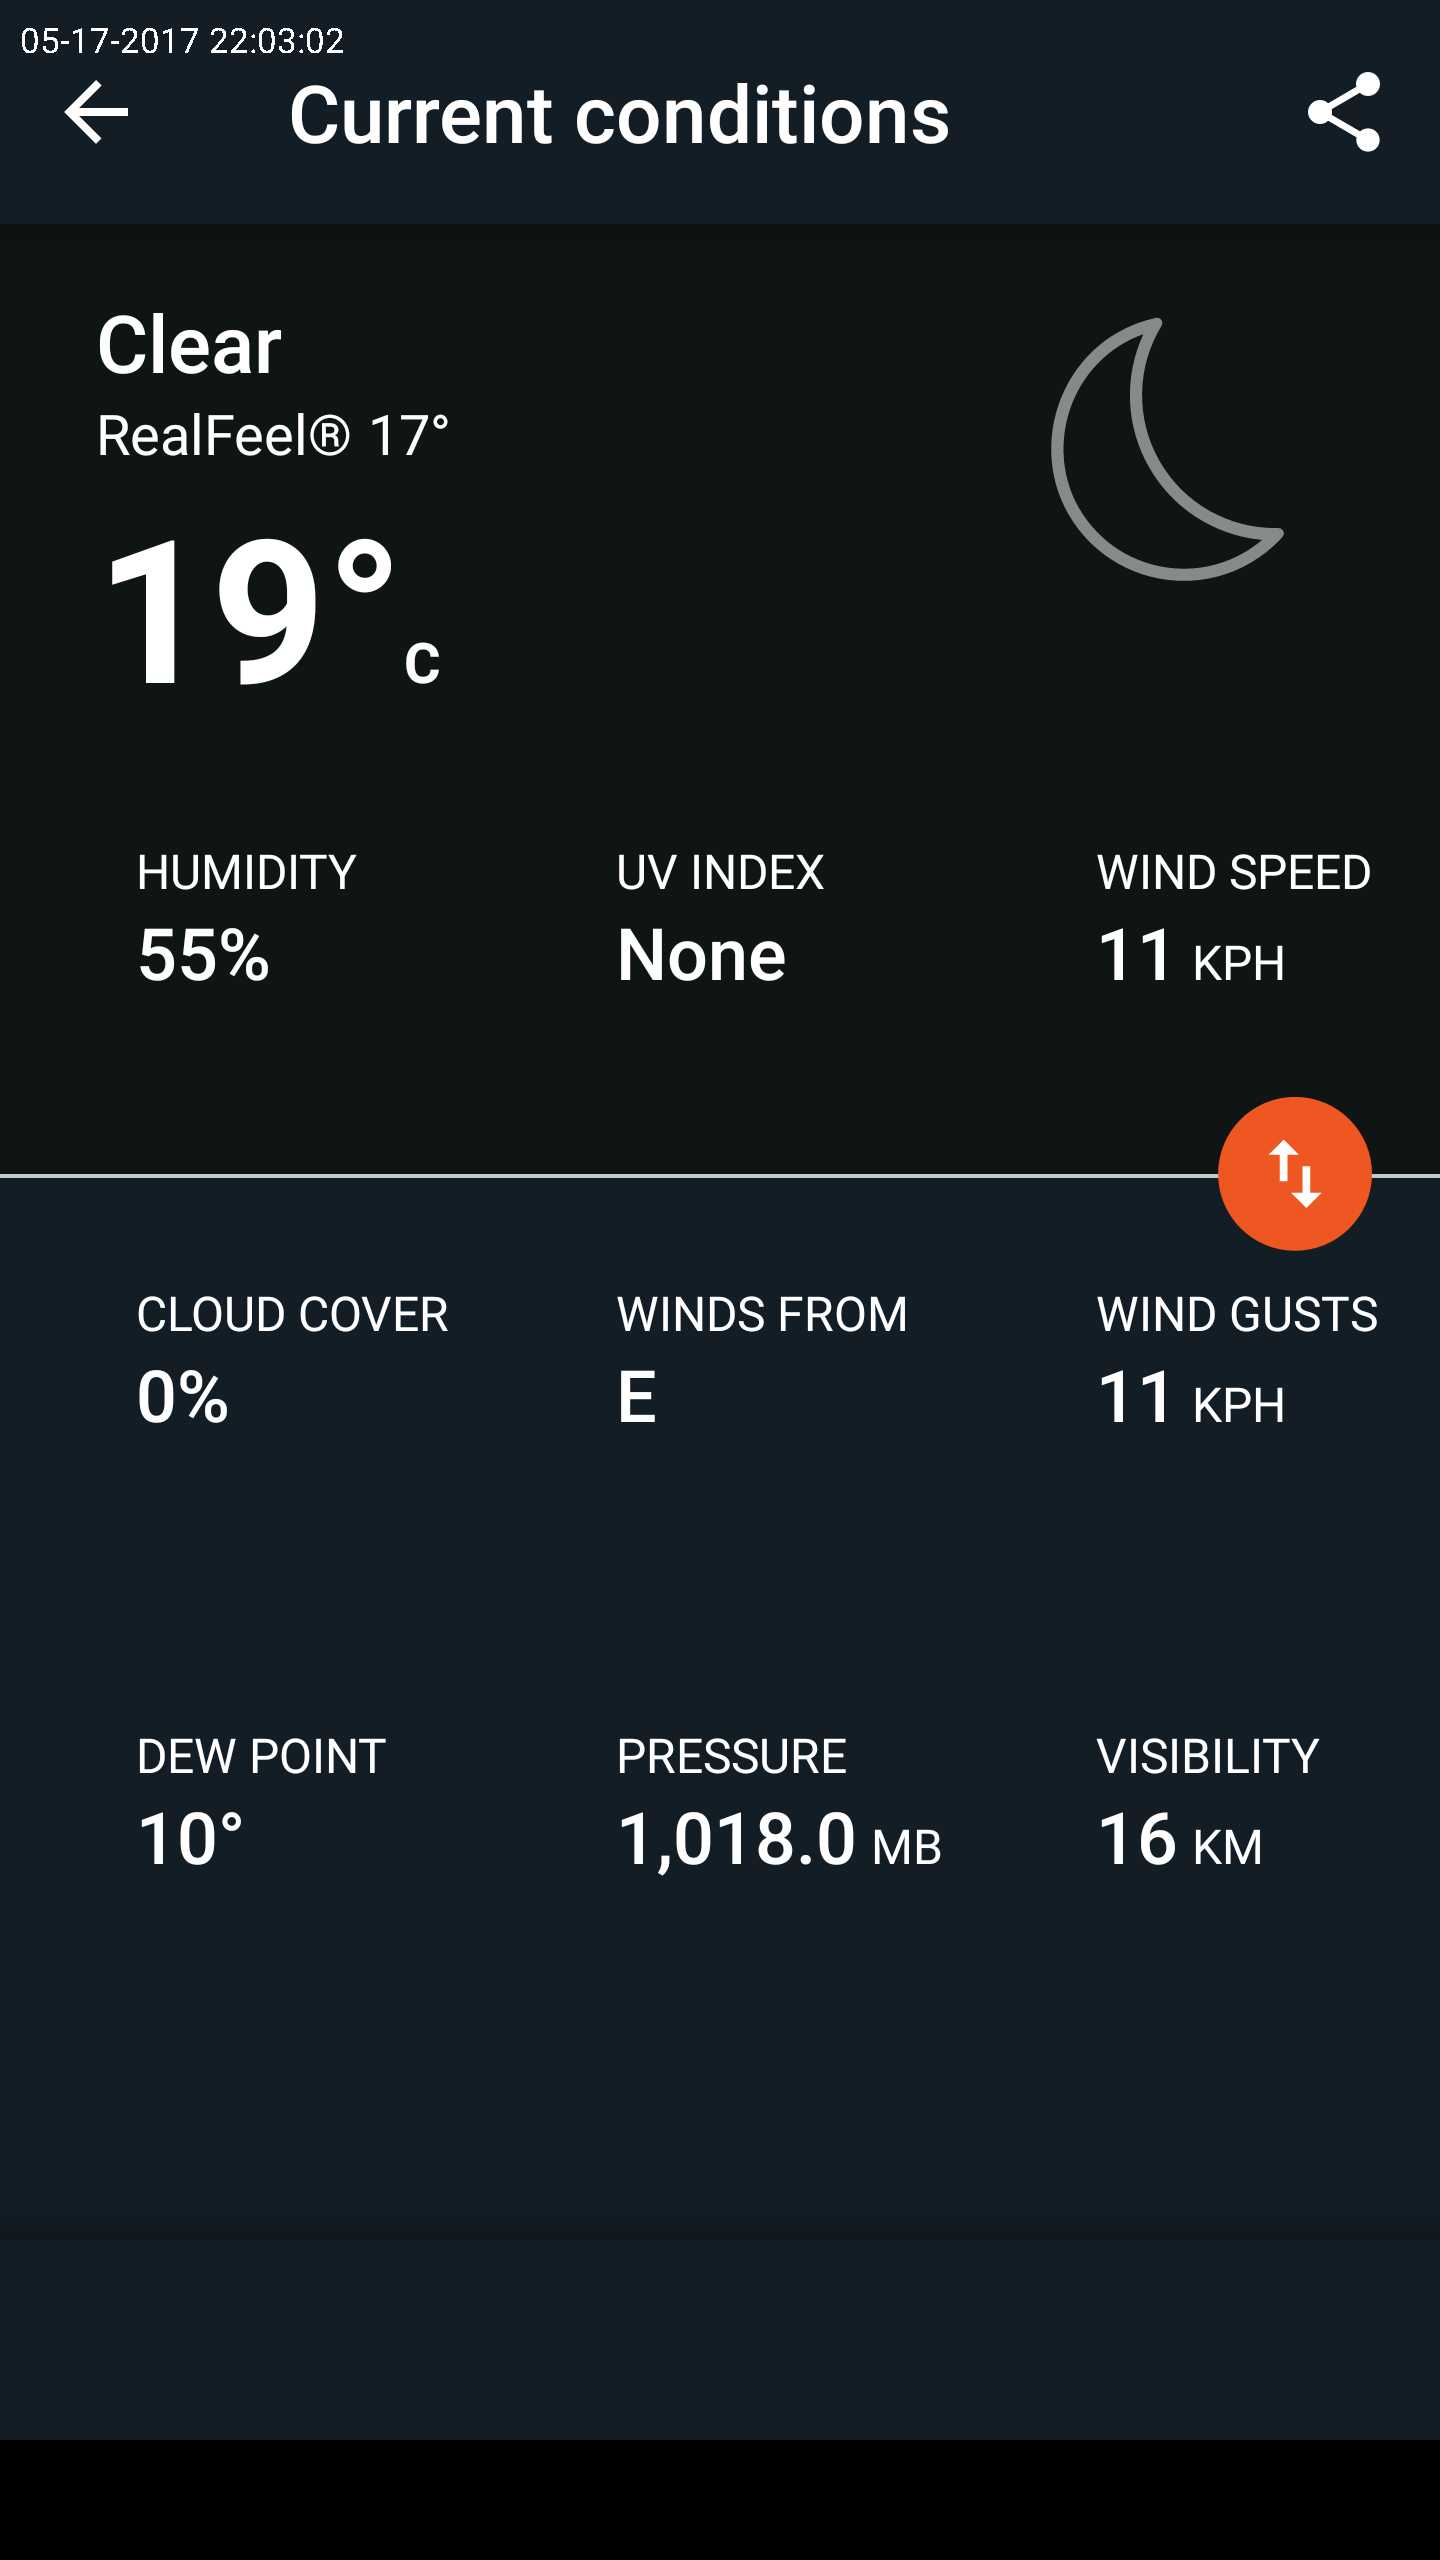 05-17-2017 22:03:02
Current conditions
Clear
RealFeel® 17°
19° C
HUMIDITY UV INDEX WIND SPEED
55% None 11 KPH
CLOUD COVER WINDS FROM WIND GUSTS
0% E 11 KPH
DEW POINT PRESSURE VISIBILITY
10° 1,018.0 MB 16 KM